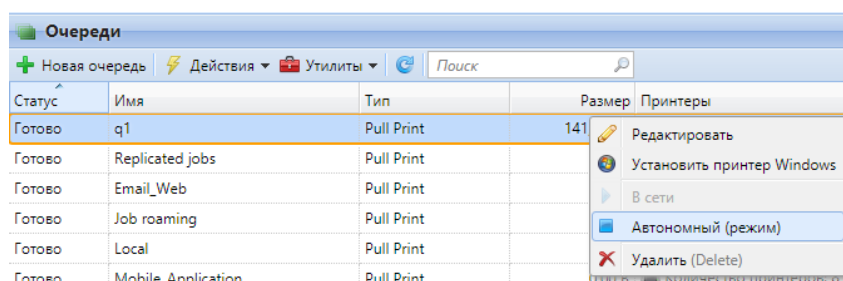 Очереди
Новая очередь Действия Утилиты Поиск
Статус Имя Тип Размер Принтеры
Готово q1 Pull Print 141
Редактировать
Готово Replicated jobs Pull Print
Установить принтер Windows
Готово Email_Web Pull Print
В сети
Готово Job roaming Pull Print
Автономный (режим)
Готово Local Pull Print
Удалить (Delete)
Готово Mobile_Application Pull Print